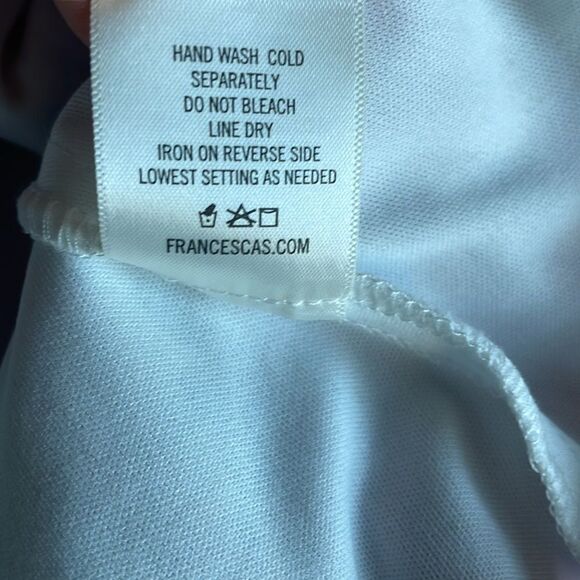 HAND WASH COLD
SEPARATELY
DO NOT BLEACH
LINE DRY
IRON ON REVERSE SIDE
LOWEST SETTING AS NEEDED
FRANCESCAS.COM